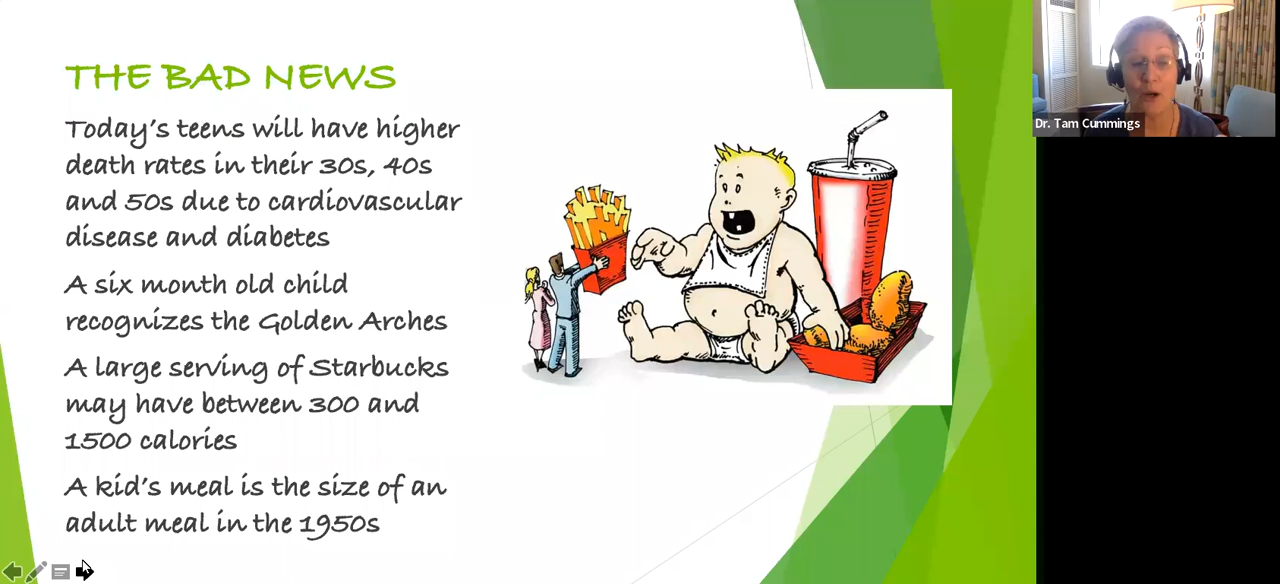 THE BAD NEWS
Today's teens will have higher
death rates in their 30s, 40s
and 50s due to cardiovascular
disease and diabetes
A six month old child
recognizes the Golden Arches
A large serving of Starbucks
may have between 300 and
1500 calories
A kid's meal is the size of an
adult meal in the 1950s
Dr. Tam Cummings